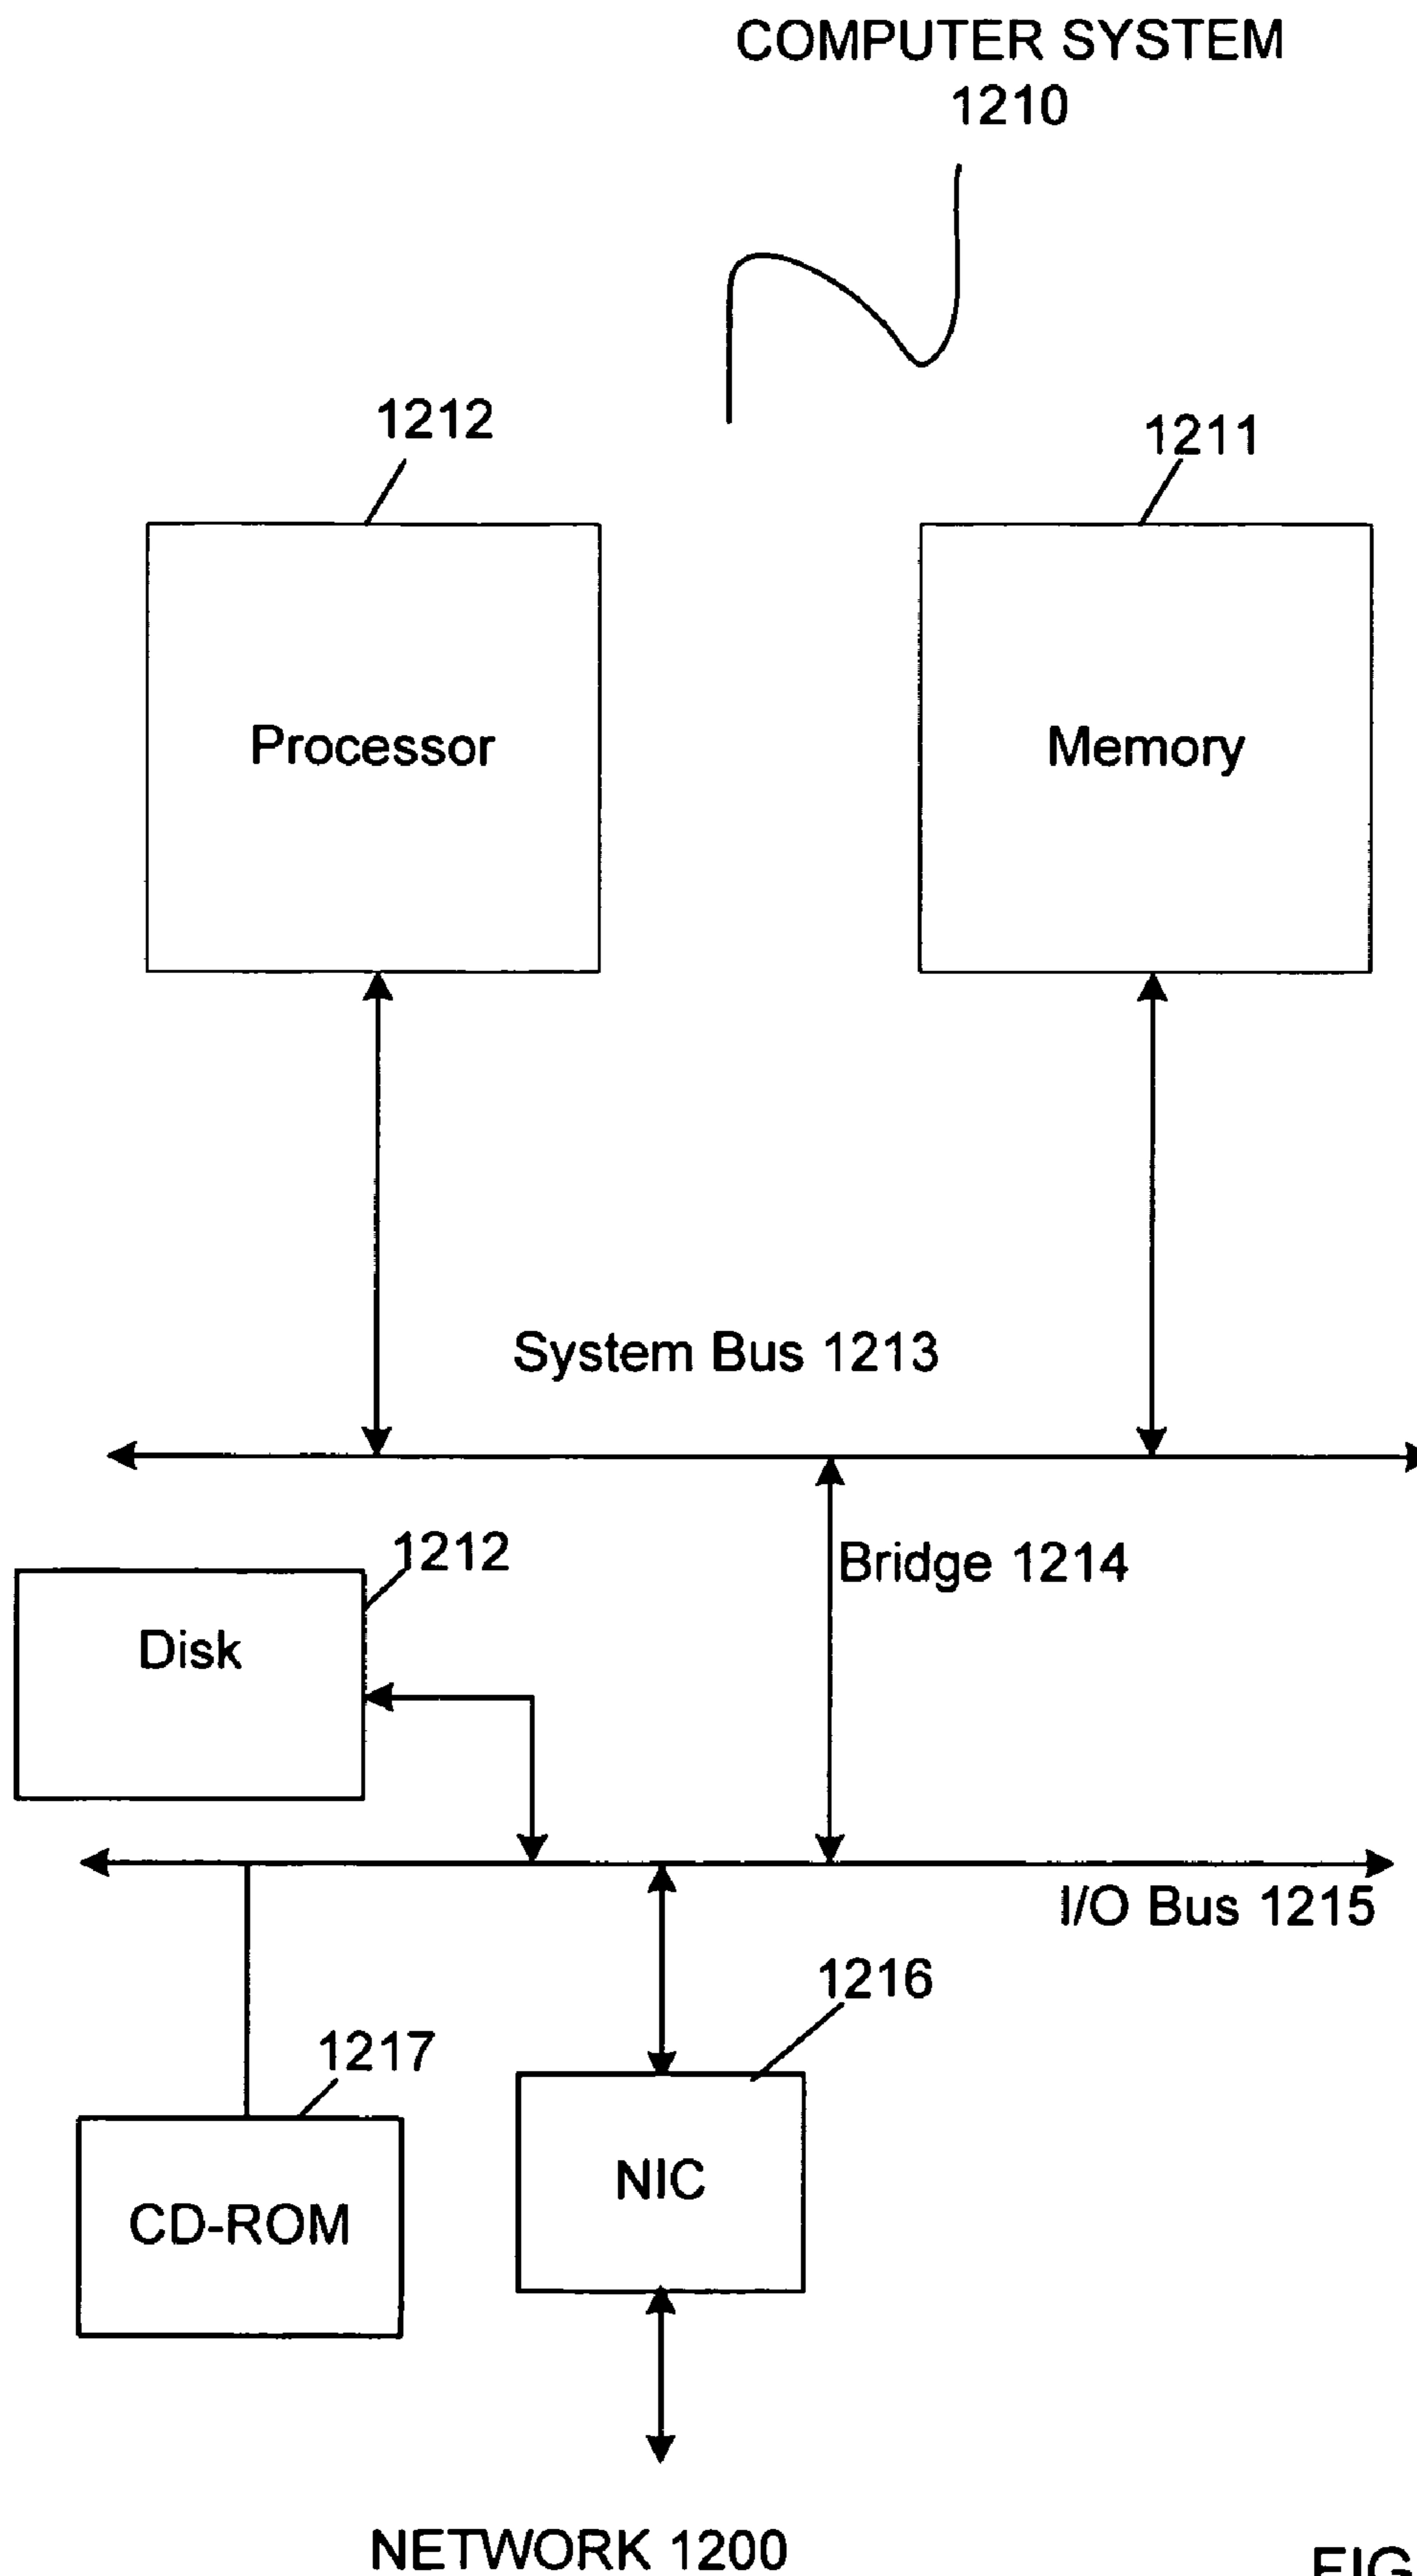 COMPUTER SYSTEM
1210
1212
1211
Processor
Memory
System Bus 1213
1212
Bridge 1214
Disk
I/O Bus 1215
1216
1217
NIC
CD-ROM
NETWORK 1200
FIG